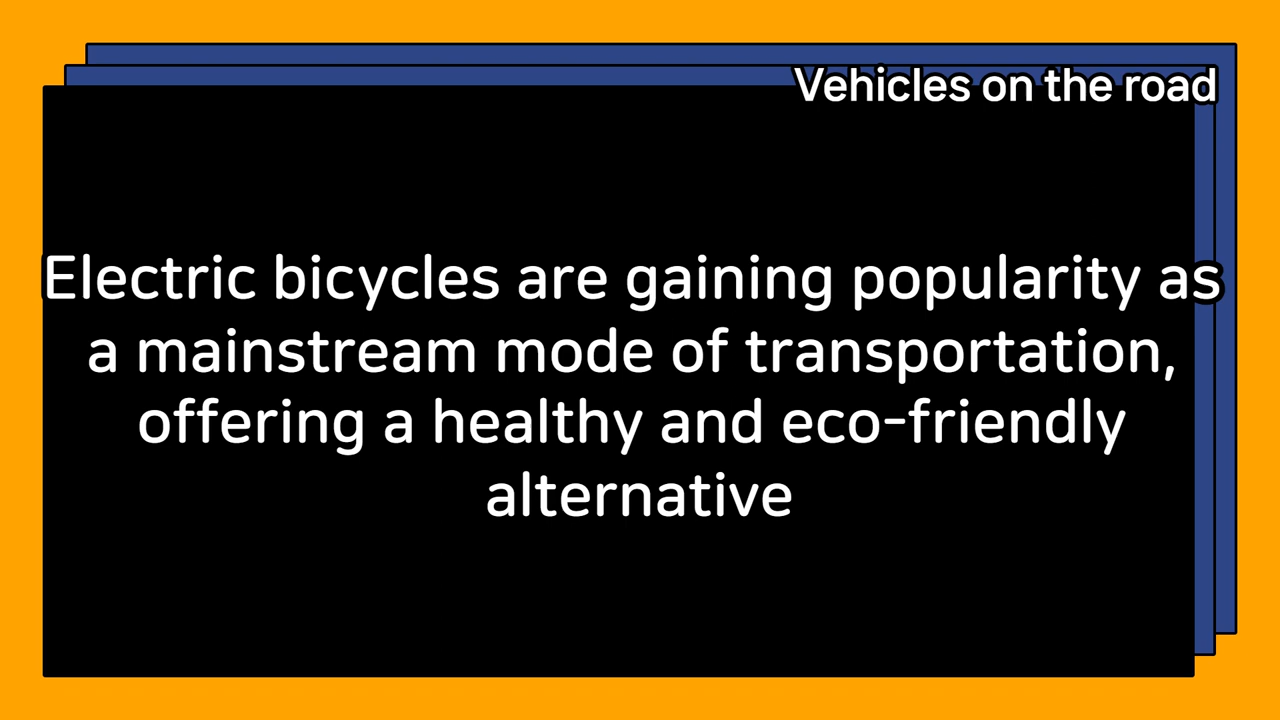 Vehicles on the road
Electric bicycles are gaining popularity as
a mainstream mode of transportation,
offering a healthy and eco-friendly
alternative